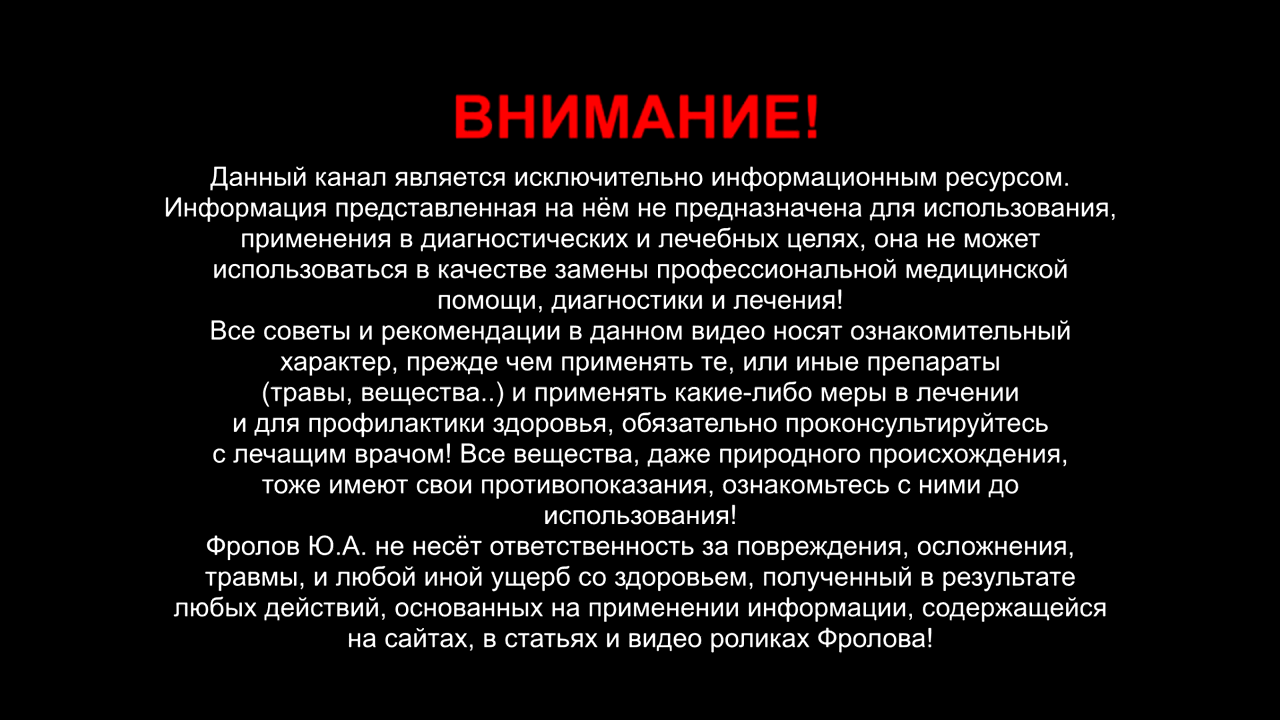 ВНИМАНИЕ!
Данный канал является исключительно информационным ресурсом.
Информация представленная на нём не предназначена для использования,
применения в диагностических и лечебных целях, она не может
использоваться в качестве замены профессиональной медицинской
помощи, диагностики и лечения!
Все советы и рекомендации в данном видео носят ознакомительный
характер, прежде чем применять те, или иные препараты
(травы, вещества..) и применять какие-либо меры в лечении
и для профилактики здоровья, обязательно проконсультируйтесь
с лечащим врачом! Все вещества, даже природного происхождения,
тоже имеют свои противопоказания, ознакомьтесь с ними до
использования!
Фролов Ю.А. не несёт ответственность за повреждения, осложнения,
травмы, и любой иной ущерб со здоровьем, полученный в результате
любых действий, основанных на применении информации, содержащейся
на сайтах, в статьях и видео роликах Фролова!